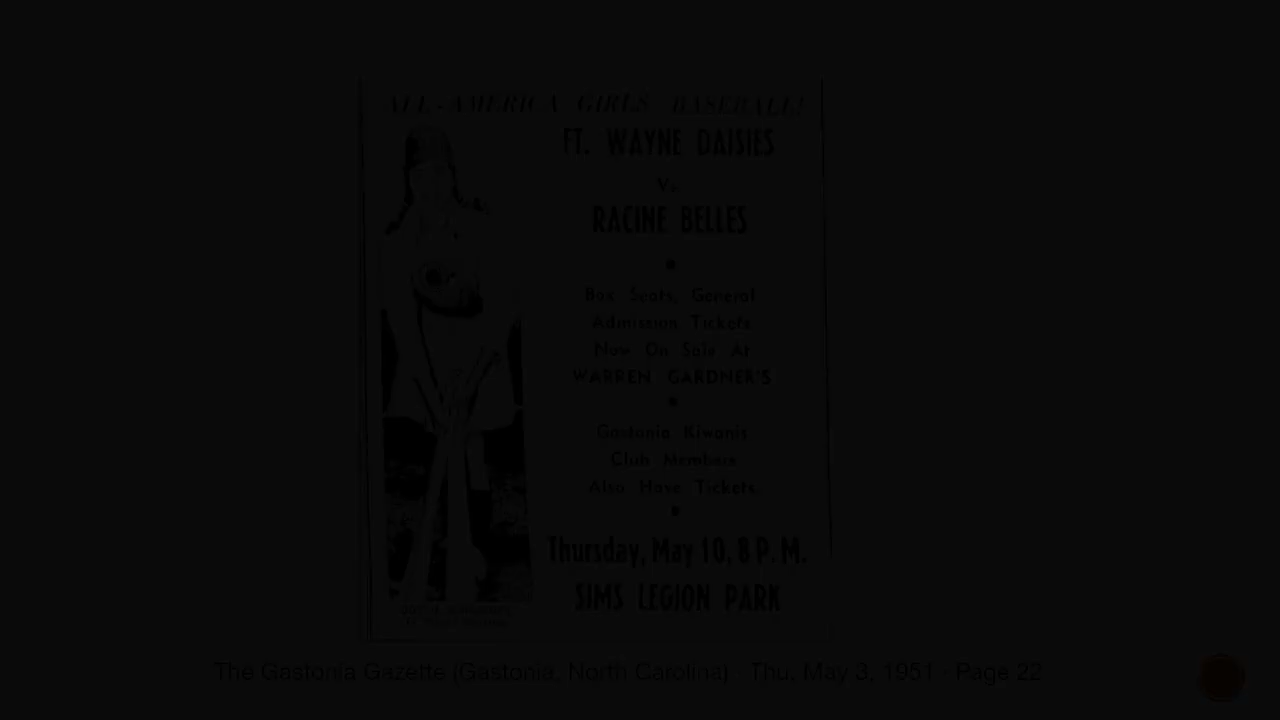 ALL-AMERICA GIRLS BASEBALL!
FT. WAYNE DAISIES
Vs.
RACINE BELLES
Box Seats, General
Admission Tickets
Now On Sale At
WARREN GARDNER'S
Gastonia Kiwanis
Club Members
Also Have Tickets.
Thursday, May 10, 8 P. M.
SIMS LEGION PARK
The Gastonia Gazette (Gastonia, North Carolina) · Thu, May 3, 1951 · Page 22